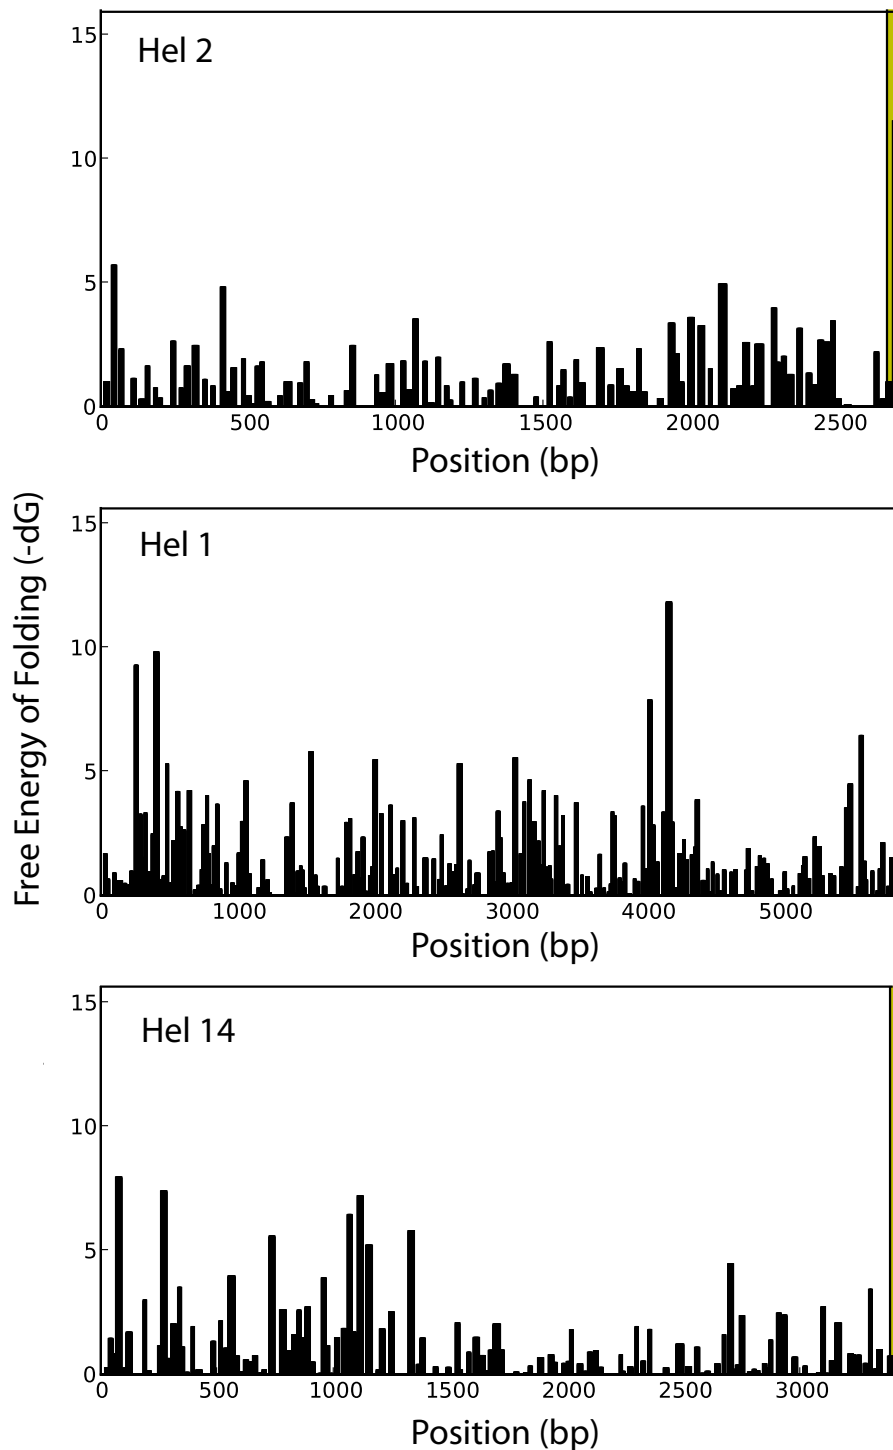 15
Hel 2
10
5
0
0 500 1000 1500 2000 2500
Position (bp)
Free Energy of Folding (-dG)
15
Hel 1
10
5
0
0 1000 2000 3000 4000 5000
Position (bp)
15
Hel 14
10
5
0
0 500 1000 1500 2000 2500 3000
Position (bp)